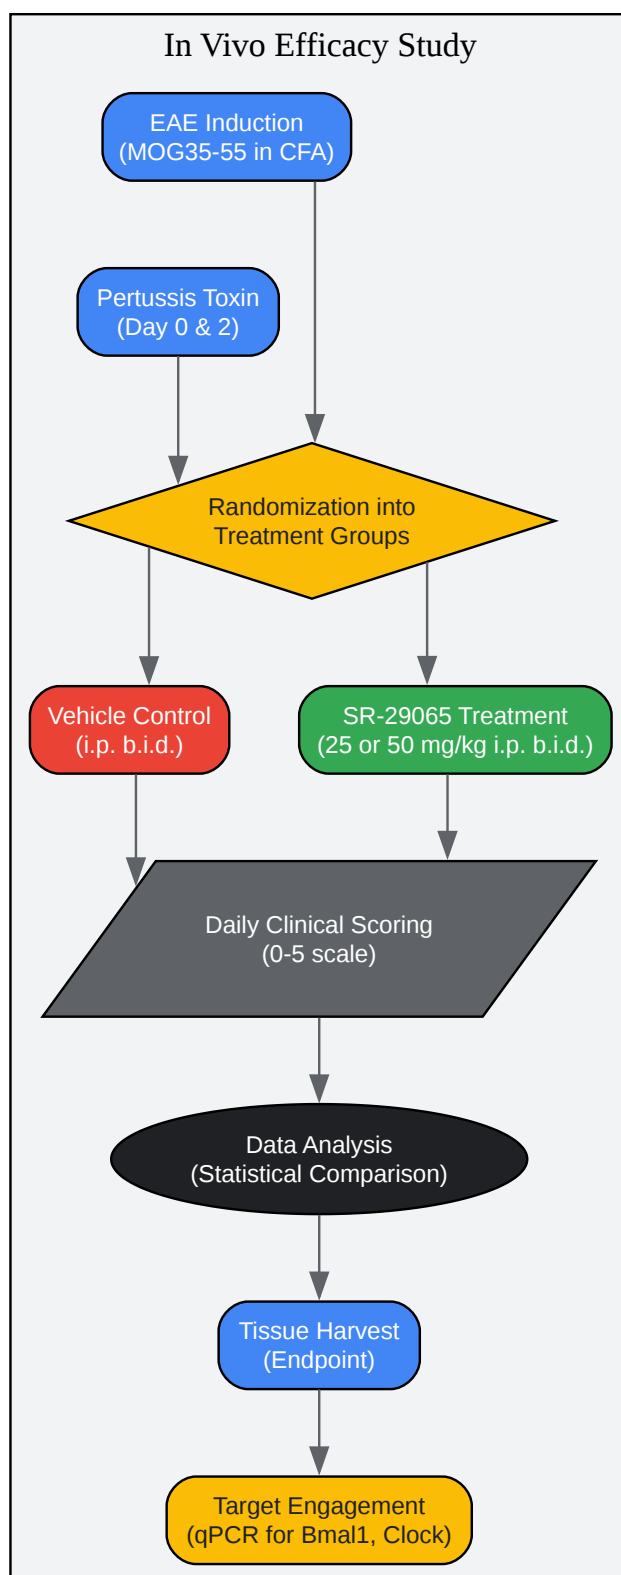 In Vivo Efficacy Study
EAE Induction
(MOG35-55 in CFA)
Pertussis Toxin
(Day 0 & 2)
Randomization into
Treatment Groups
Vehicle Control
(i.p. b.i.d.)
SR-29065 Treatment
(25 or 50 mg/kg i.p. b.i.d.)
Daily Clinical Scoring
(0-5 scale)
Data Analysis
(Statistical Comparison)
Tissue Harvest
(Endpoint)
Target Engagement
(qPCR for Bmal1, Clock)